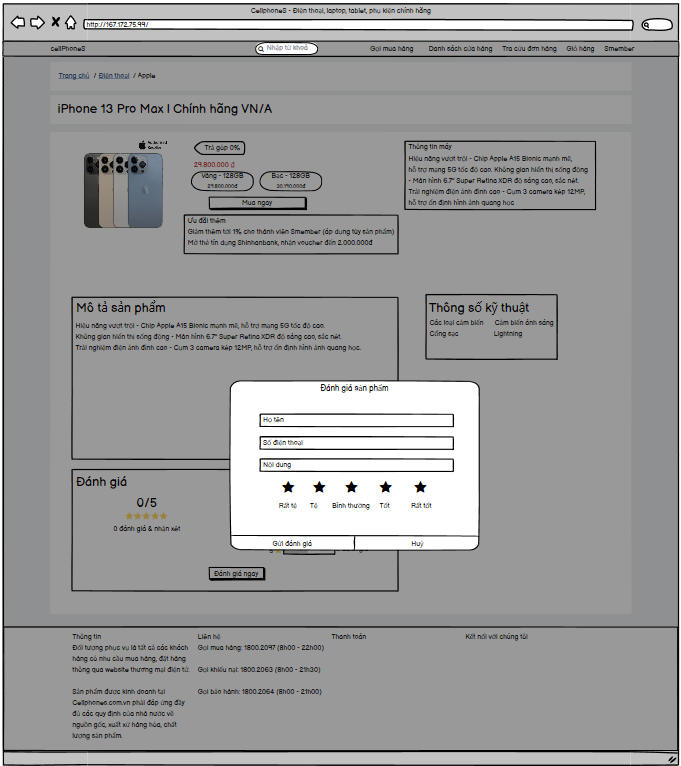 CellphoneS - Điện thoại, laptop, tablet, phụ kiện chính hãng
http://167.172.75.99/
cellPhoneS
Nhập từ khoá
Gọi mua hàng
Danh sách cửa hàng
Tra cứu đơn hàng
Giỏ hàng
Smember
Trang chủ / Điện thoại / Apple
iPhone 13 Pro Max I Chính hãng VN/A
Trả góp 0%
29.800.000 ₫
Vàng - 128GB
29.800.000đ
Bạc - 128GB
30.790.000đ
Mua ngay
Ưu đãi thêm
Giảm thêm tới 1% cho thành viên Smember (áp dụng tùy sản phẩm)
Mở thẻ tín dụng Shinhanbank, nhận voucher đến 2.000.000đ
Thông tin máy
Hiệu năng vượt trội - Chip Apple A15 Bionic mạnh mẽ,
hỗ trợ mạng 5G tốc độ cao. Không gian hiển thị sống động
- Màn hình 6.7" Super Retina XDR độ sáng cao, sắc nét.
Trải nghiệm điện ảnh đỉnh cao - Cụm 3 camera kép 12MP,
hỗ trợ ổn định hình ảnh quang học
Mô tả sản phẩm
Hiệu năng vượt trội - Chip Apple A15 Bionic mạnh mẽ, hỗ trợ mạng 5G tốc độ cao.
Không gian hiển thị sống động - Màn hình 6.7" Super Retina XDR độ sáng cao, sắc nét.
Trải nghiệm điện ảnh đỉnh cao - Cụm 3 camera kép 12MP, hỗ trợ ổn định hình ảnh quang học.
Thông số kỹ thuật
Các loại cảm biến
Cảm biến ánh sáng
Cổng sạc
Lightning
Đánh giá sản phẩm
Họ tên
Số điện thoại
Nội dung
Rất tệ
Tệ
Bình thường
Tốt
Rất tốt
Gửi đánh giá
Huỷ
Đánh giá
0/5
0 đánh giá & nhận xét
5
Đánh giá ngay
Thông tin
Đối tượng phục vụ là tất cả các khách
hàng có nhu cầu mua hàng, đặt hàng
thông qua website thương mại điện tử.
Sản phẩm được kinh doanh tại
Cellphones.com.vn phải đáp ứng đầy
đủ các quy định của nhà nước về
nguồn gốc, xuất xứ hàng hóa, chất
lượng sản phẩm.
Liên hệ
Gọi mua hàng: 1800.2097 (8h00 - 22h00)
Gọi khiếu nại: 1800.2063 (8h00 - 21h30)
Gọi bảo hành: 1800.2064 (8h00 - 21h00)
Thanh toán
Kết nối với chúng tôi